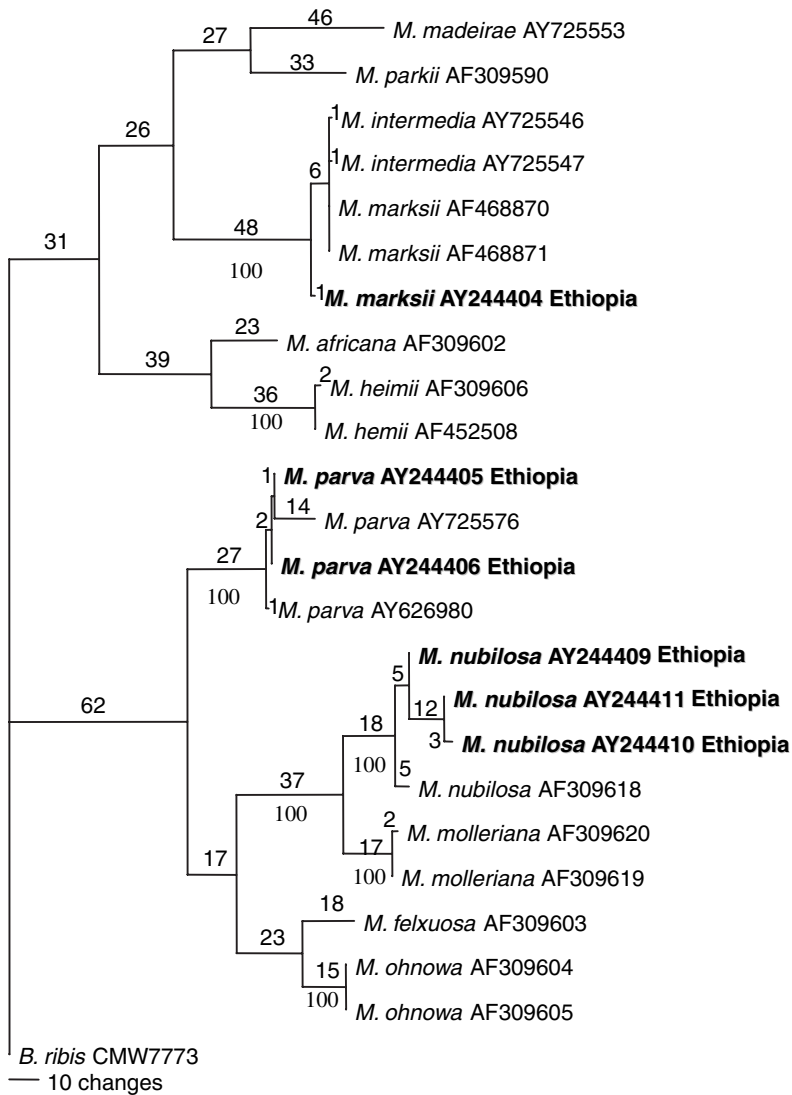 46
27
M. madeirae AY725553
33
M. parkii AF309590
1
M. intermedia AY725546
26
1
M. intermedia AY725547
6
M. marksii AF468870
48
31
M. marksii AF468871
100
1
M. marksii AY244404 Ethiopia
23
M. africana AF309602
39
2
M. heimii AF309606
36
100
M. hemii AF452508
1
M. parva AY244405 Ethiopia
14
M. parva AY725576
2
27
M. parva AY244406 Ethiopia
100
1
M. parva AY626980
M. nubilosa AY244409 Ethiopia
5
M. nubilosa AY244411 Ethiopia
12
62
18
3
M. nubilosa AY244410 Ethiopia
100
5
37
M. nubilosa AF309618
100
2
M. molleriana AF309620
17
17
100
M. molleriana AF309619
18
M. felxuosa AF309603
23
15
M. ohnowa AF309604
100
M. ohnowa AF309605
B. ribis CMW7773
10 changes